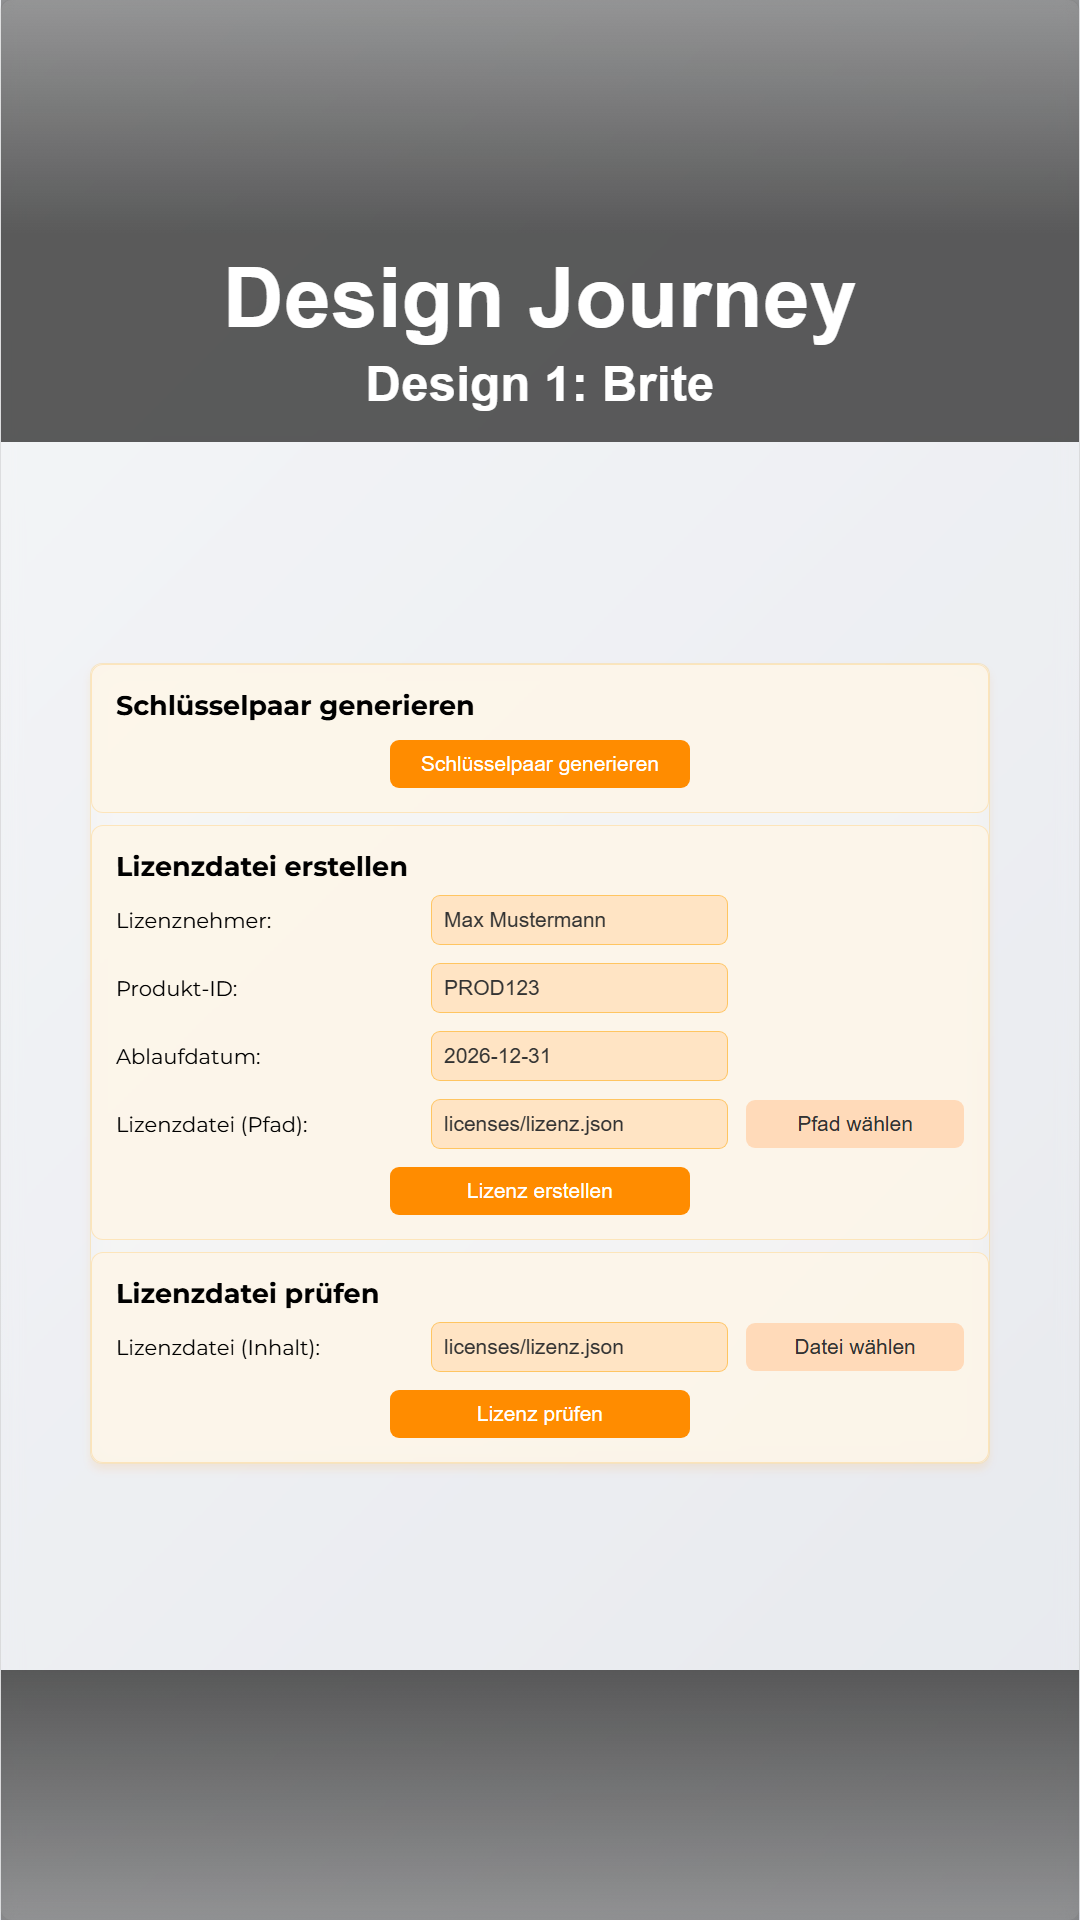 Design Journey
Design 1: Brite
Schlüsselpaar generieren
Schlüsselpaar generieren
Lizenzdatei erstellen
Lizenznehmer: Max Mustermann
Produkt-ID: PROD123
Ablaufdatum: 2026-12-31
Lizenzdatei (Pfad): licenses/lizenz.json Pfad wählen
Lizenz erstellen
Lizenzdatei prüfen
Lizenzdatei (Inhalt): licenses/lizenz.json Datei wählen
Lizenz prüfen